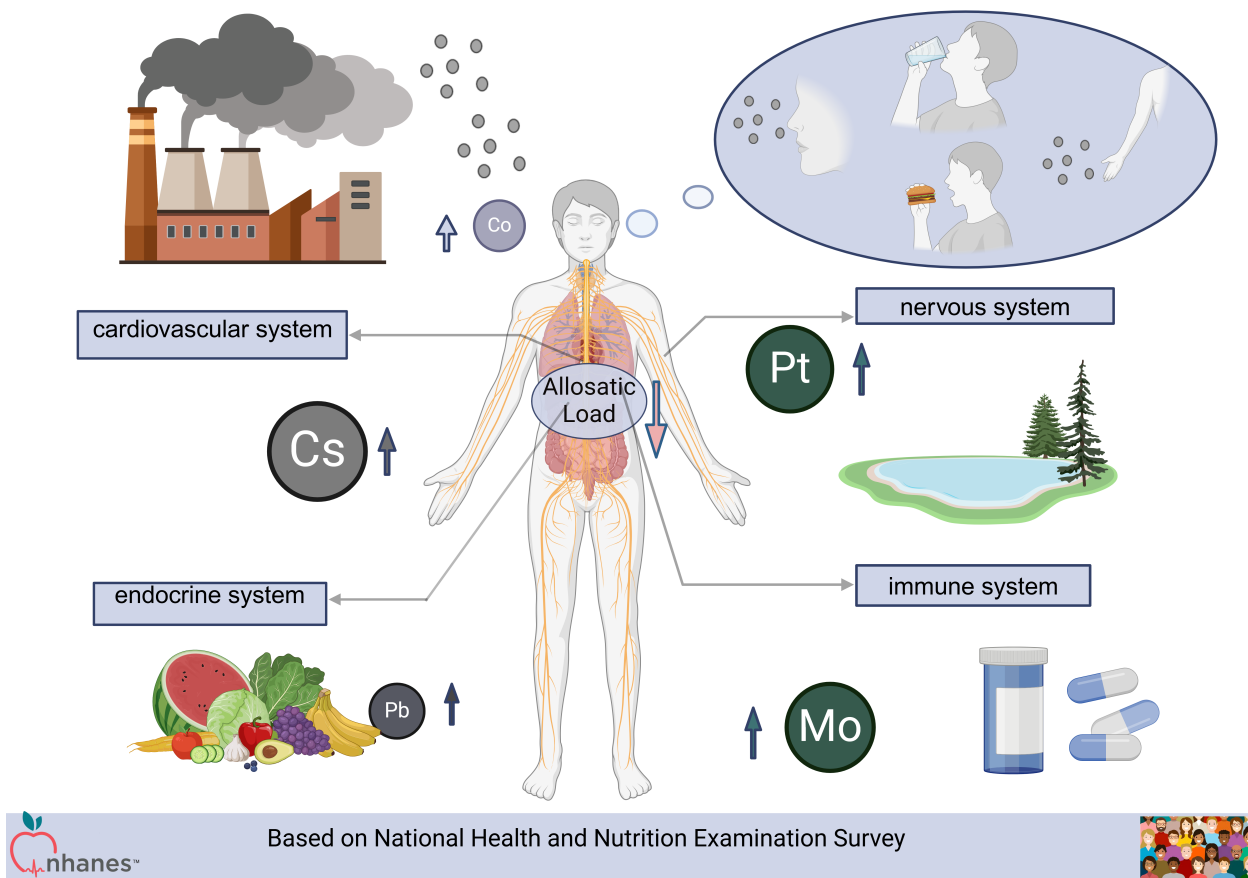 Co
cardiovascular system
nervous system
Pt
Allosatic
Load
Cs
endocrine system
immune system
Pb
Mo
Based on National Health and Nutrition Examination Survey
nhanes™